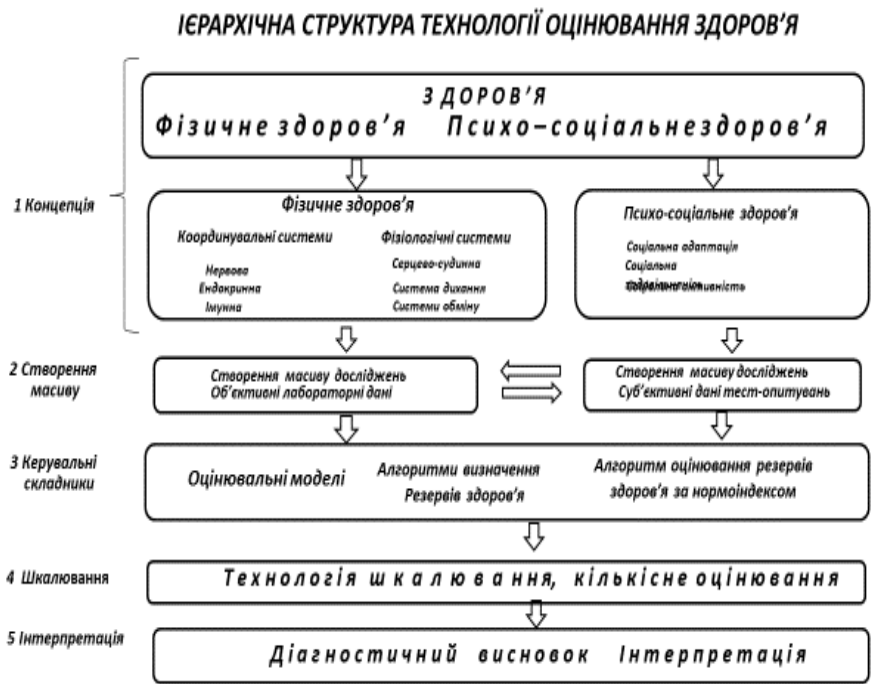 ІЄРАРХІЧНА СТРУКТУРА ТЕХНОЛОГІЇ ОЦІНЮВАННЯ ЗДОРОВ’Я
З ДОРОВ’Я
Фізичне здоров’я Психо–соціальнездоров’я
1 Концепція
Фізичне здоров’я
Координувальні системи
Нервова
Ендокринна
Імунна
Фізіологічні системи
Серцево-судинна
Система дихання
Системи обміну
Психо-соціальне здоров’я
Соціальна адаптація
Соціальна
активність
2 Створення
масиву
Створення масиву досліджень
Об’єктивні лабораторні дані
Створення масиву досліджень
Суб’єктивні дані тест-опитувань
3 Керувальні
складники
Оцінювальні моделі
Алгоритми визначення
Резервів здоров’я
Алгоритм оцінювання резервів
здоров’я за нормоіндексом
4 Шкалювання
Технологія шкалювання, кількісне оцінювання
5 Інтерпретація
Діагностичний висновок Інтерпретація